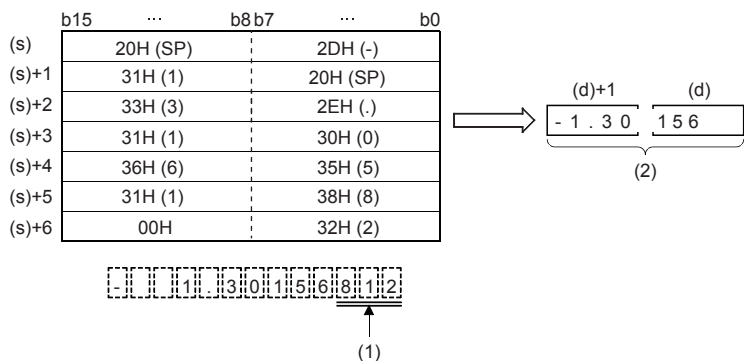 b15 ... b8 b7 ... b0
(s) 20H (SP) 2DH (-)
(s)+1 31H (1) 20H (SP)
(s)+2 33H (3) 2EH (.)
(s)+3 31H (1) 30H (0)
(s)+4 36H (6) 35H (5)
(s)+5 31H (1) 38H (8)
(s)+6 00H 32H (2)
(d)+1 (d)
- 1 . 3 0 1 5 6
(2)
- 1 . 3 0 1 5 6 8 1 2
(1)